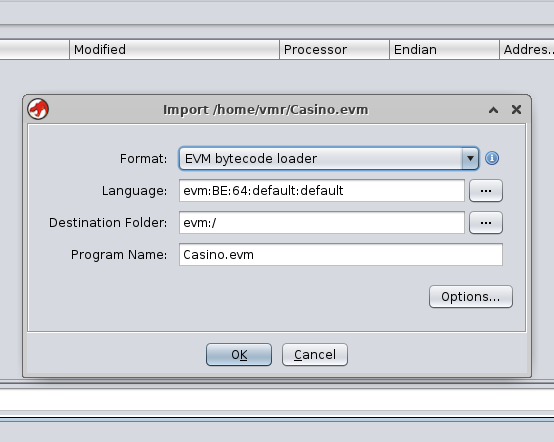 Modified Processor Endian Addres..
Import /home/vmr/Casino.evm
Format: EVM bytecode loader
Language: evm:BE:64:default:default ...
Destination Folder: evm:/ ...
Program Name: Casino.evm
Options...
OK Cancel